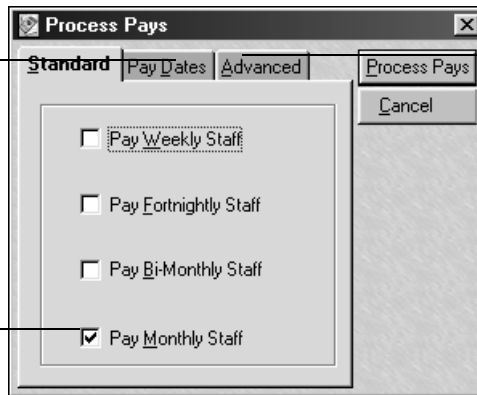 Process Pays
Standard Pay Dates Advanced
Process Pays
Cancel
Pay Weekly Staff
Pay Fortnightly Staff
Pay Bi-Monthly Staff
Pay Monthly Staff